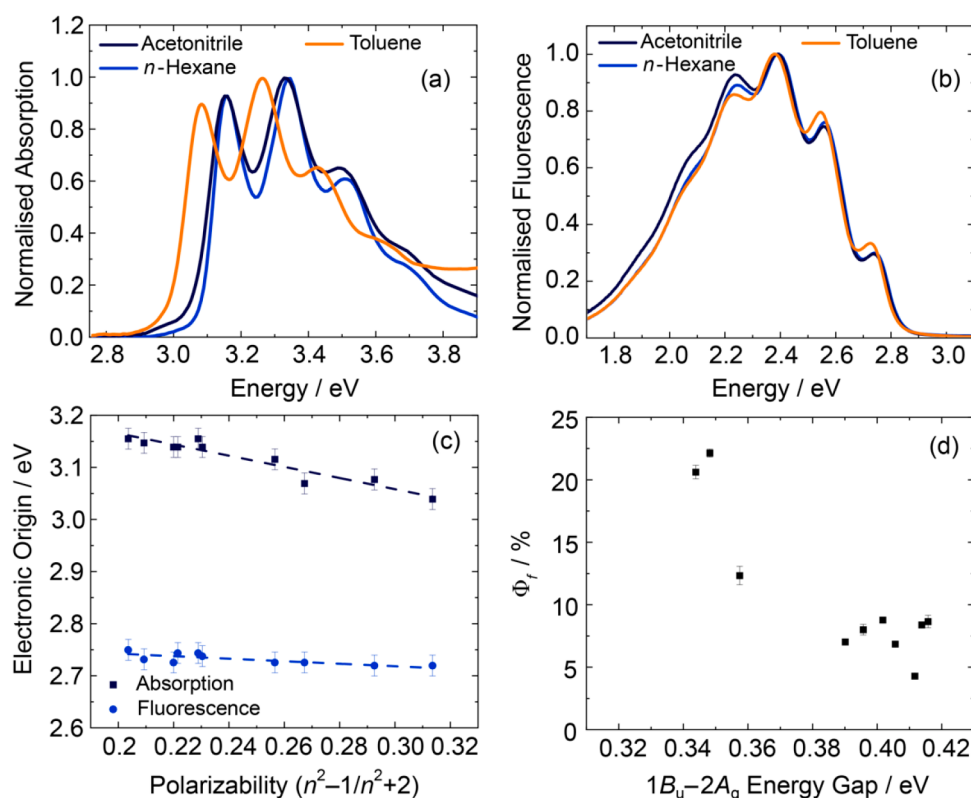 1.2
Acetonitrile
Toluene
n-Hexane
(a)
1.0
0.8
0.6
0.4
0.2
0.0
Normalised Absorption
3.0 3.2 3.4 3.6 3.8
Energy / eV
Acetonitrile
Toluene
n-Hexane
(b)
1.0
0.8
0.6
0.4
0.2
0.0
Normalised Fluorescence
1.8 2.0 2.2 2.4 2.6 2.8 3.0
Energy / eV
3.2
(c)
3.1
3.0
2.9
2.8
2.7
2.6
Electronic Origin / eV
Absorption
Fluorescence
0.2 0.22 0.24 0.26 0.28 0.30 0.32
Polarizability (n²–1/n²+2)
25
(d)
20
15
10
5
0
Φf / %
0.32 0.34 0.36 0.38 0.40 0.42
1Bu–2Ag Energy Gap / eV